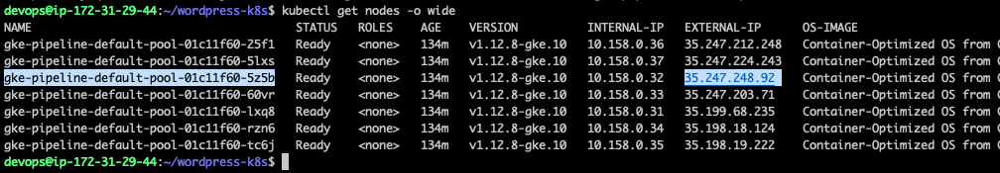 devops@ip-172-31-29-44:~/wordpress-k8s$ kubectl get nodes -o wide
NAME STATUS ROLES AGE VERSION INTERNAL-IP EXTERNAL-IP OS-IMAGE
gke-pipeline-default-pool-01c11f60-25f1 Ready <none> 134m v1.12.8-gke.10 10.158.0.36 35.247.212.248 Container-Optimized OS from
gke-pipeline-default-pool-01c11f60-5lxs Ready <none> 134m v1.12.8-gke.10 10.158.0.37 35.247.224.243 Container-Optimized OS from
gke-pipeline-default-pool-01c11f60-5z5b Ready <none> 134m v1.12.8-gke.10 10.158.0.32 35.247.248.92 Container-Optimized OS from
gke-pipeline-default-pool-01c11f60-60vr Ready <none> 134m v1.12.8-gke.10 10.158.0.33 35.247.203.71 Container-Optimized OS from
gke-pipeline-default-pool-01c11f60-lxq8 Ready <none> 134m v1.12.8-gke.10 10.158.0.31 35.199.68.235 Container-Optimized OS from
gke-pipeline-default-pool-01c11f60-rzn6 Ready <none> 134m v1.12.8-gke.10 10.158.0.34 35.198.18.124 Container-Optimized OS from
gke-pipeline-default-pool-01c11f60-tc6j Ready <none> 134m v1.12.8-gke.10 10.158.0.35 35.198.19.222 Container-Optimized OS from
devops@ip-172-31-29-44:~/wordpress-k8s$